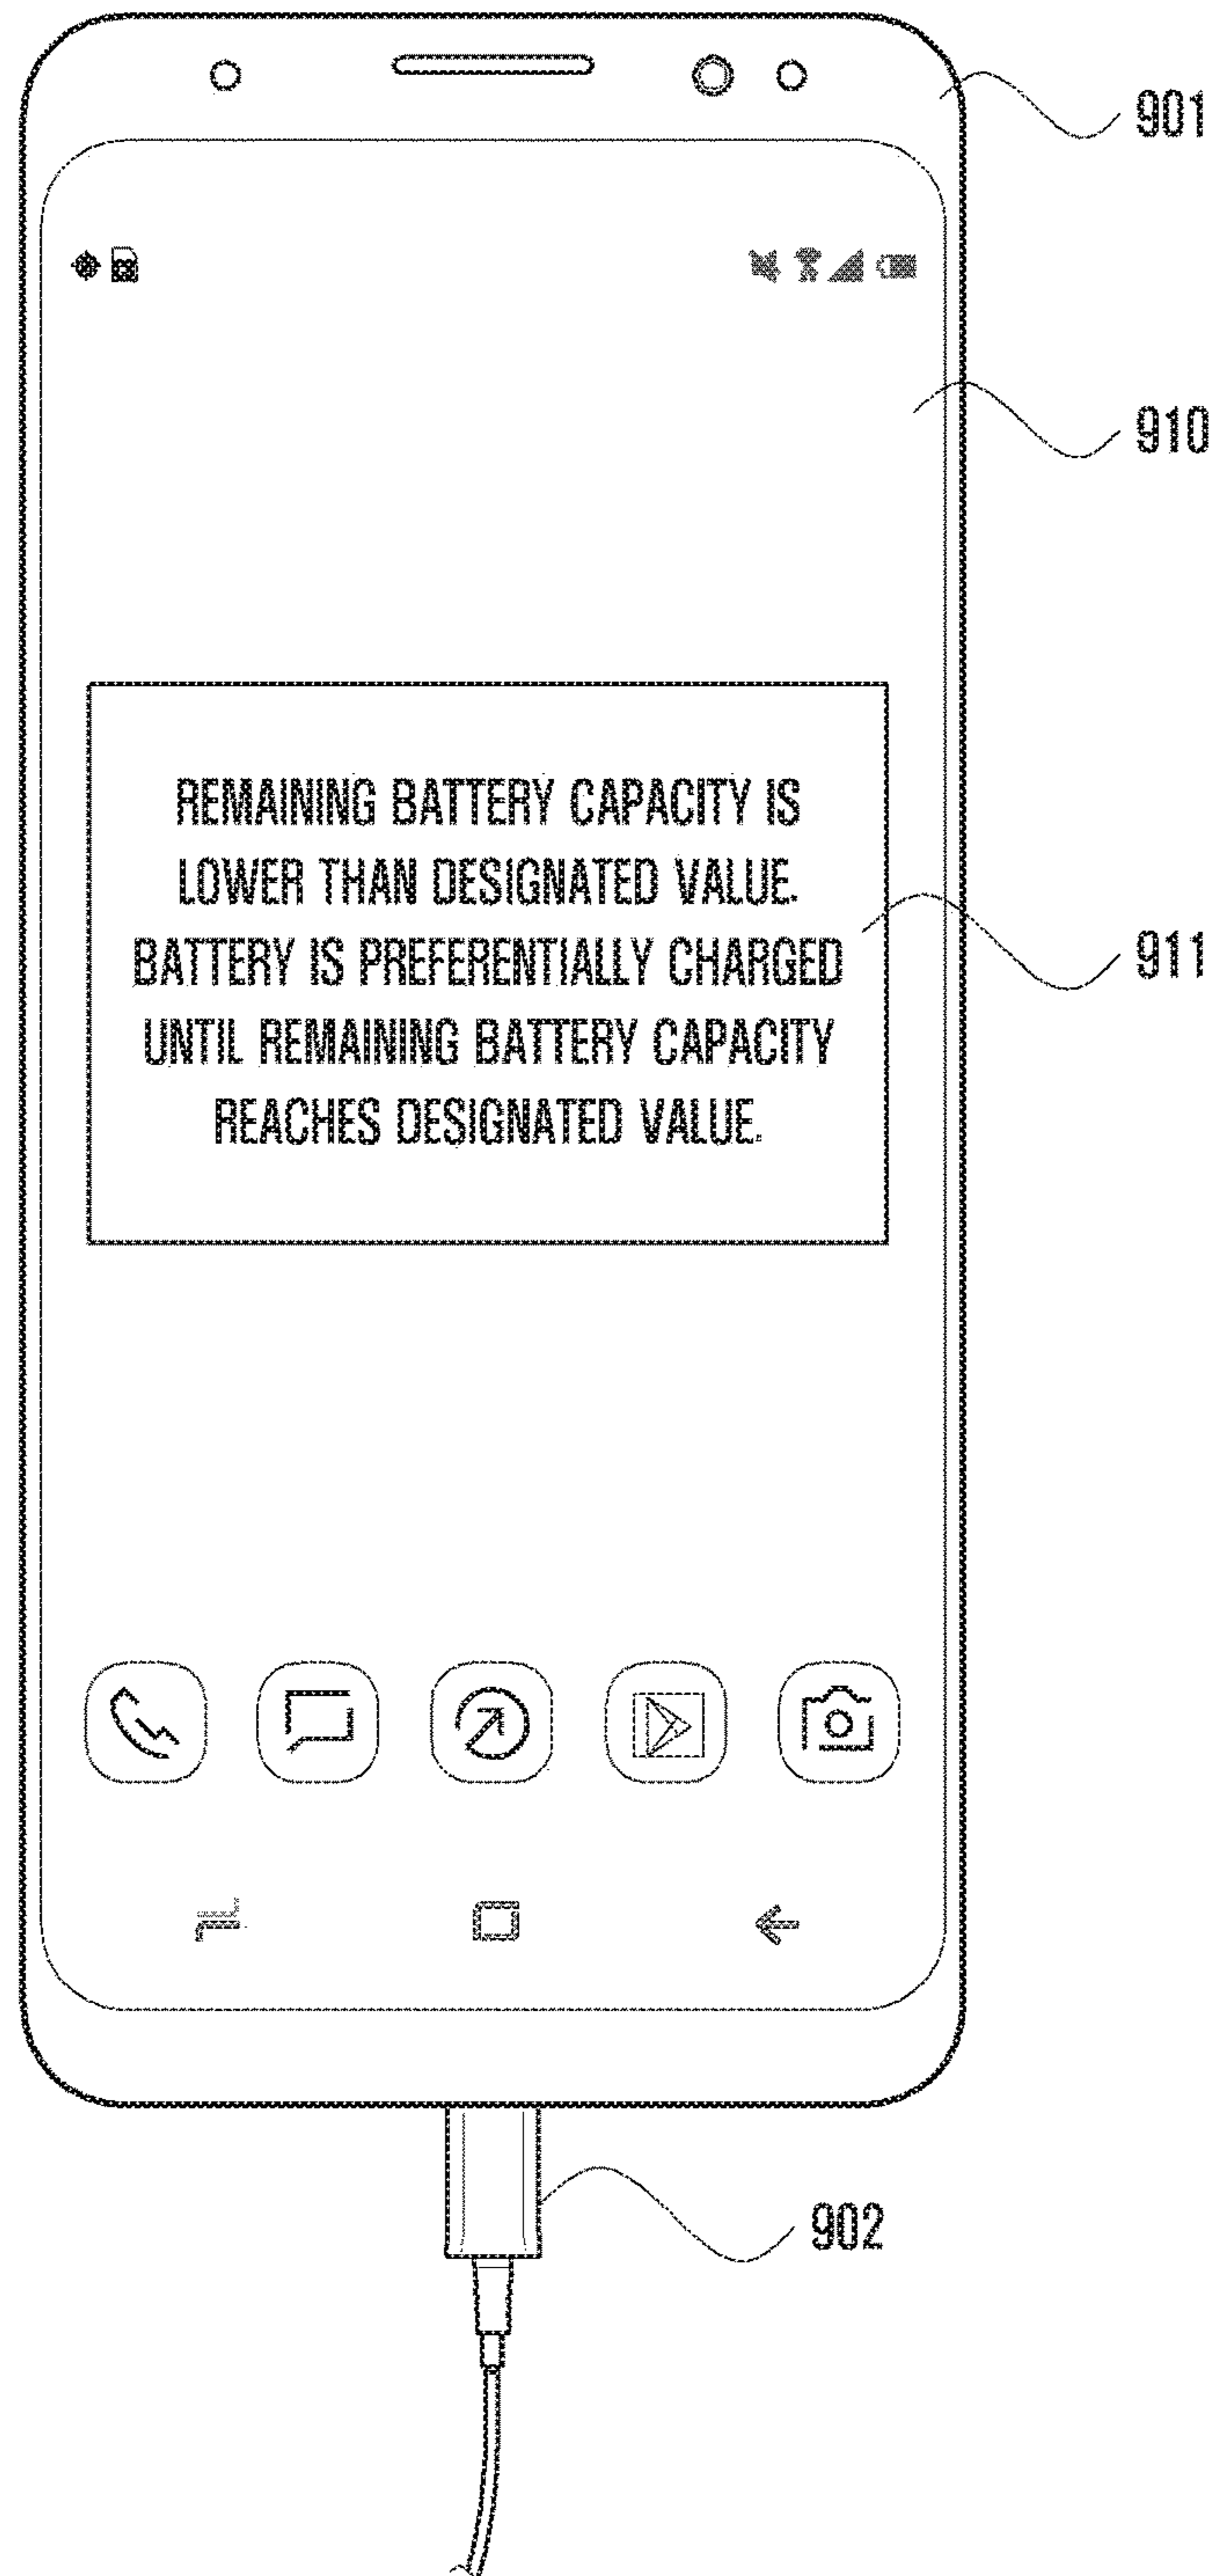 901
910
REMAINING BATTERY CAPACITY IS
LOWER THAN DESIGNATED VALUE.
BATTERY IS PREFERENTIALLY CHARGED
UNTIL REMAINING BATTERY CAPACITY
REACHES DESIGNATED VALUE.
911
902